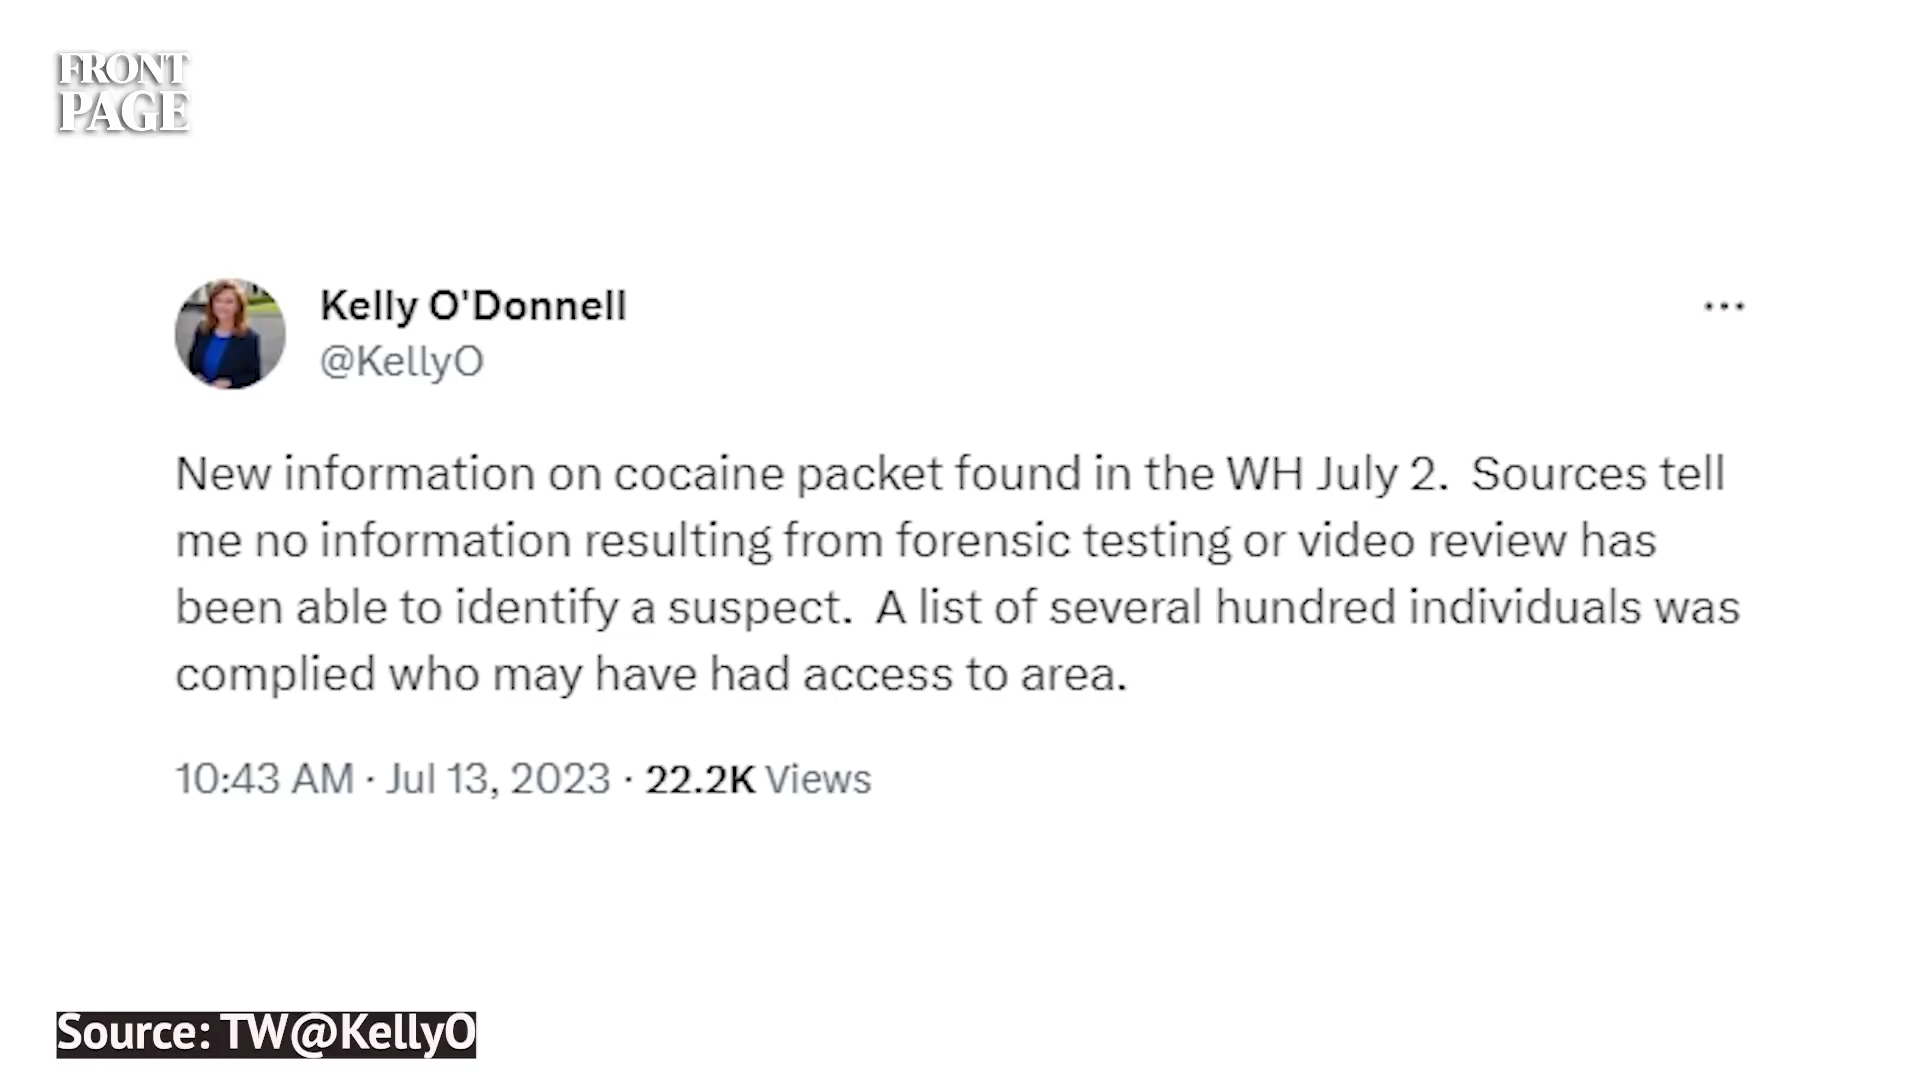 FRONT
PAGE
Kelly O'Donnell
@KellyO
New information on cocaine packet found in the WH July 2.  Sources tell
me no information resulting from forensic testing or video review has
been able to identify a suspect.  A list of several hundred individuals was
complied who may have had access to area.
10:43 AM · Jul 13, 2023 · 22.2K Views
Source: TW@KellyO